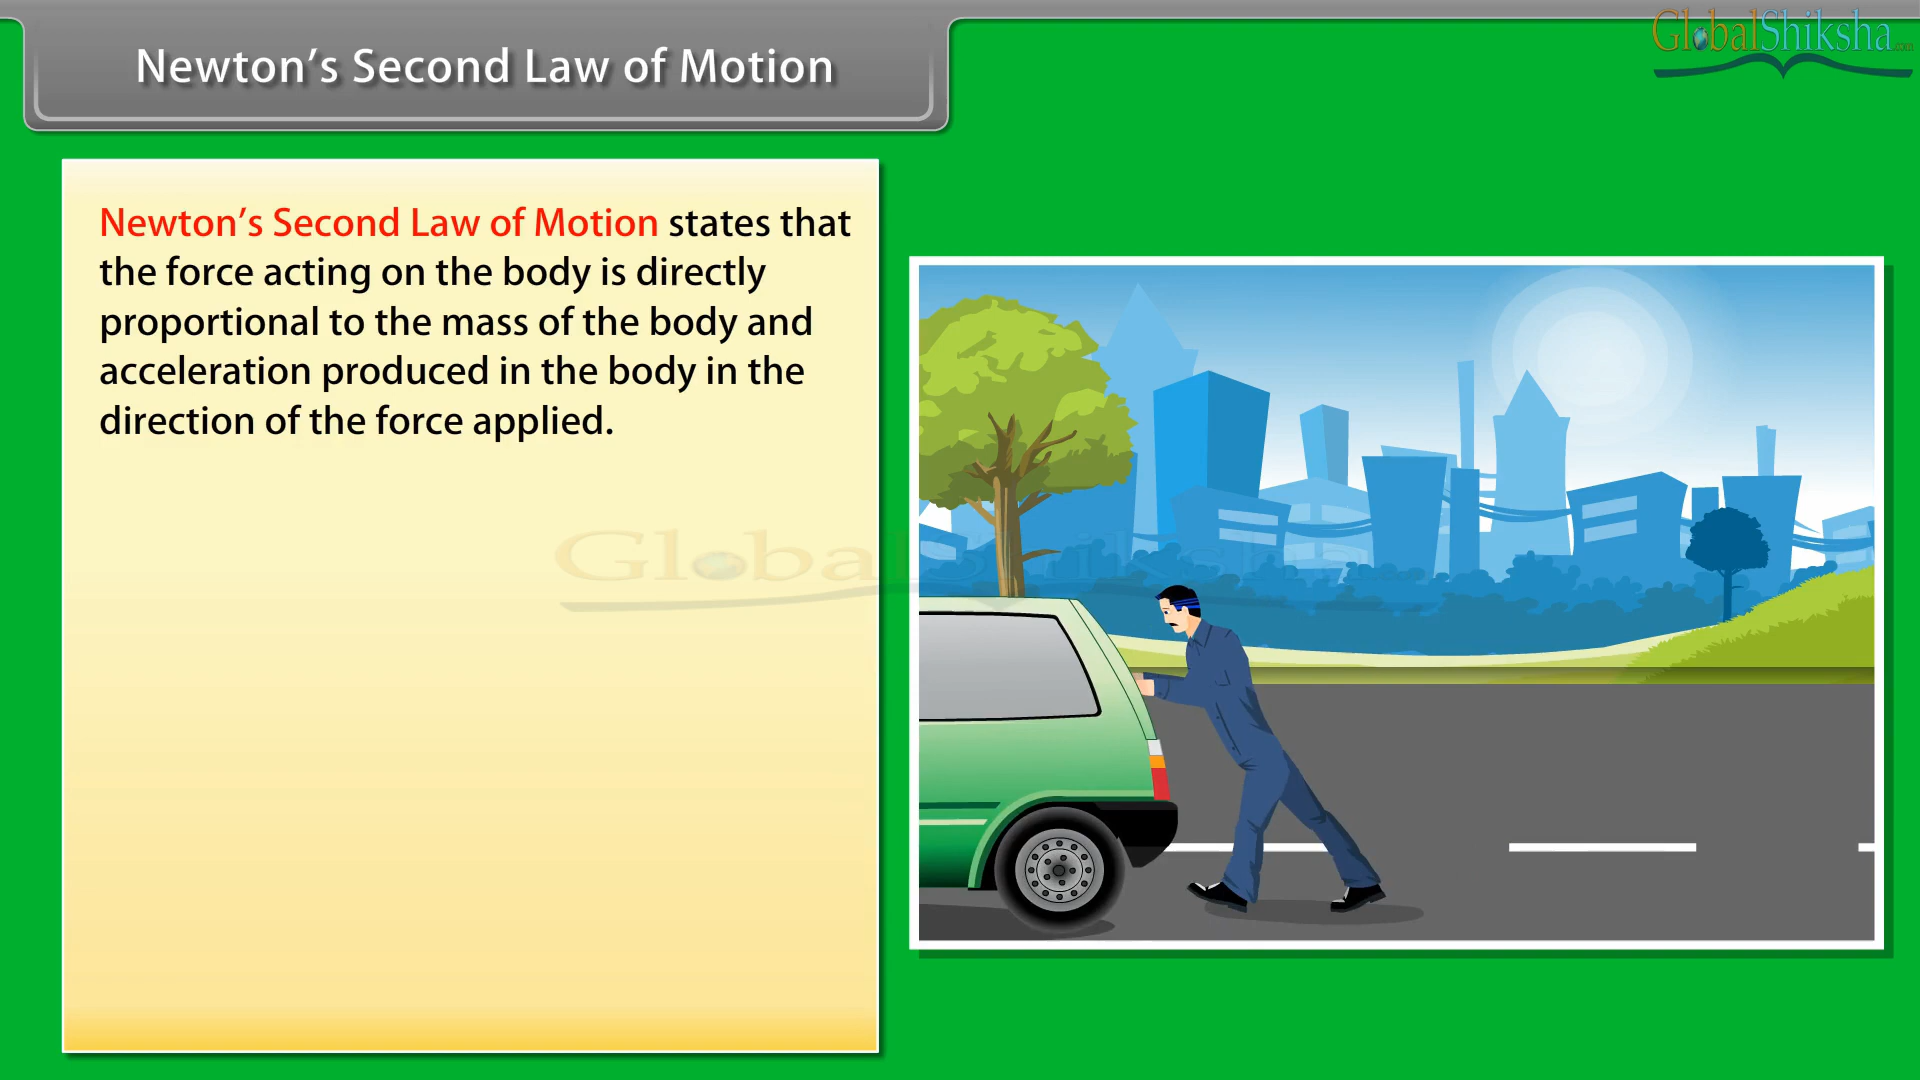 GlobalShiksha.com
Newton's Second Law of Motion
Newton's Second Law of Motion states that
the force acting on the body is directly
proportional to the mass of the body and
acceleration produced in the body in the
direction of the force applied.
GlobalShiksha